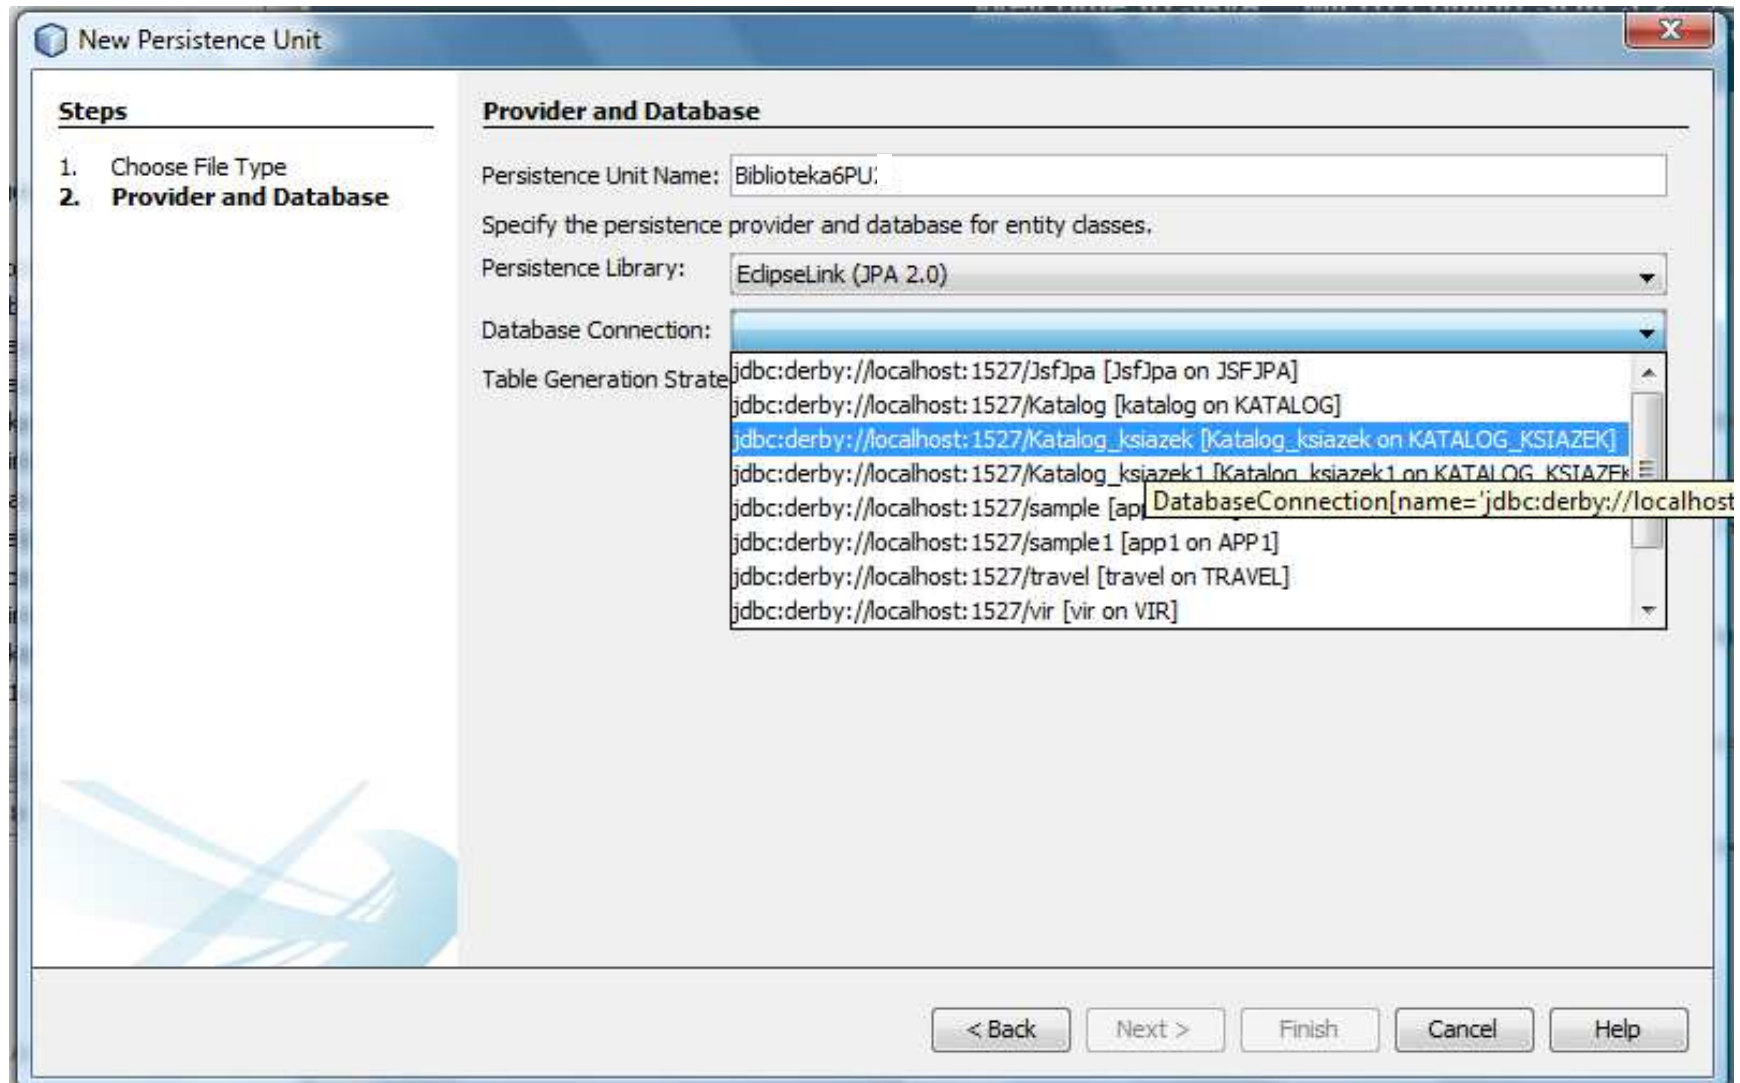 New Persistence Unit
Steps
1. Choose File Type
2. Provider and Database
Provider and Database
Persistence Unit Name: Biblioteka6PU
Specify the persistence provider and database for entity classes.
Persistence Library: EclipseLink (JPA 2.0)
Database Connection:
Table Generation Strate
jdbc:derby://localhost:1527/JsfJpa [JsfJpa on JSFJPA]
jdbc:derby://localhost:1527/Katalog [katalog on KATALOG]
jdbc:derby://localhost:1527/Katalog_ksiazek [Katalog_ksiazek on KATALOG_KSIAZEK]
jdbc:derby://localhost:1527/Katalog_ksiazek1 [Katalog_ksiazek1 on KATALOG_KSIAZEK
jdbc:derby://localhost:1527/sample [ap
DatabaseConnection[name='jdbc:derby://localhost
jdbc:derby://localhost:1527/sample1 [app1 on APP1]
jdbc:derby://localhost:1527/travel [travel on TRAVEL]
jdbc:derby://localhost:1527/vir [vir on VIR]
< Back
Next >
Finish
Cancel
Help